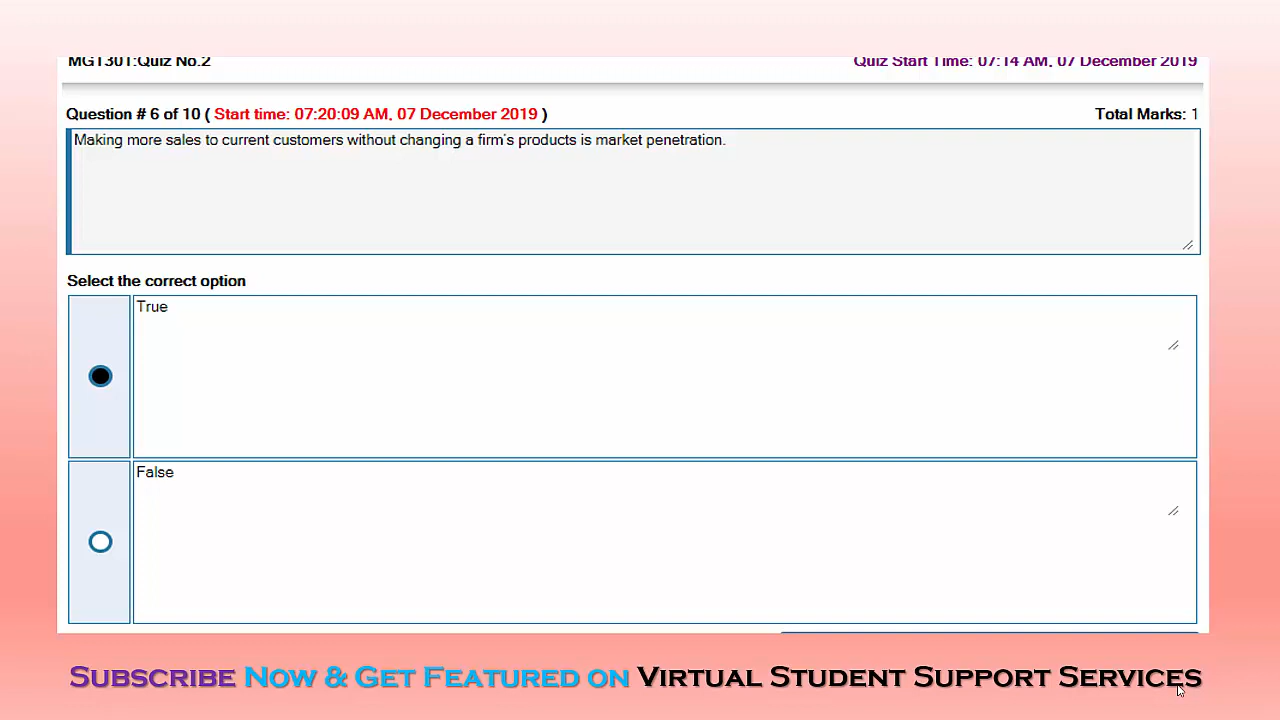 MGT301:Quiz No.2 Quiz Start Time: 07:14 AM, 07 December 2019
Question # 6 of 10 ( Start time: 07:20:09 AM, 07 December 2019 ) Total Marks: 1
Making more sales to current customers without changing a firm's products is market penetration.
Select the correct option
True
False
Subscribe Now & Get Featured on Virtual Student Support Services